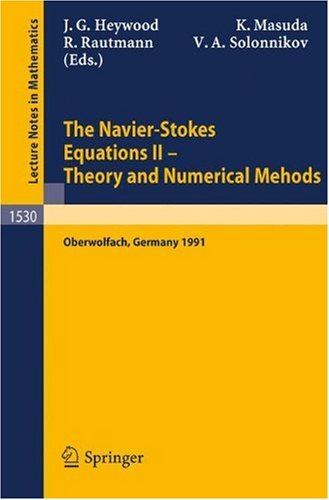 J. G. Heywood K. Masuda
R. Rautmann V. A. Solonnikov
(Eds.)
Lecture Notes in Mathematics
1530
The Navier-Stokes
Equations II –
Theory and Numerical Mehods
Oberwolfach, Germany 1991
Springer